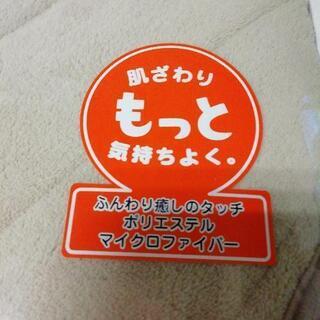 肌ざわり
もっと
気持ちよく。
ふんわり癒しのタッチ
ポリエステル
マイクロファイバー